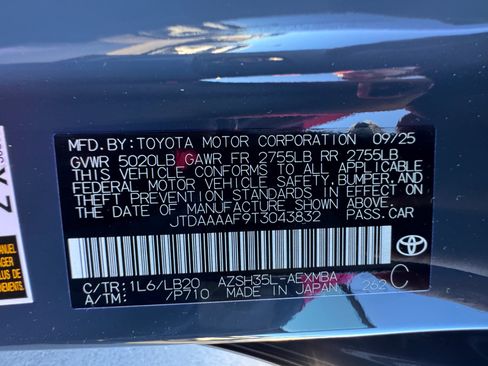 MFD. BY: TOYOTA MOTOR CORPORATION 09/25
GVWR 5020LB GAWR FR 2755LB RR 2755LB
THIS VEHICLE CONFORMS TO ALL APPLICABLE
FEDERAL MOTOR VEHICLE SAFETY, BUMPER, AND
THEFT PREVENTION STANDARDS IN EFFECT ON
THE DATE OF MANUFACTURE SHOWN ABOVE.
JTDAAAAF9T3043832 PASS.CAR
C/TR: 1L6/LB20 AZSH35L-AEXMBA
A/TM: /P710 MADE IN JAPAN 262 C
TOYOTA
MANUEL